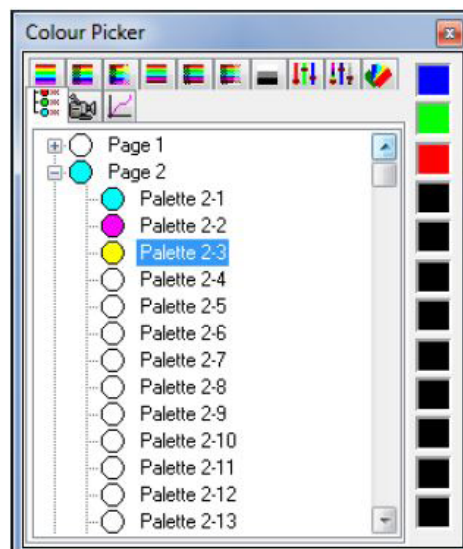 Colour Picker
Page 1
Page 2
Palette 2-1
Palette 2-2
Palette 2-3
Palette 2-4
Palette 2-5
Palette 2-6
Palette 2-7
Palette 2-8
Palette 2-9
Palette 2-10
Palette 2-11
Palette 2-12
Palette 2-13